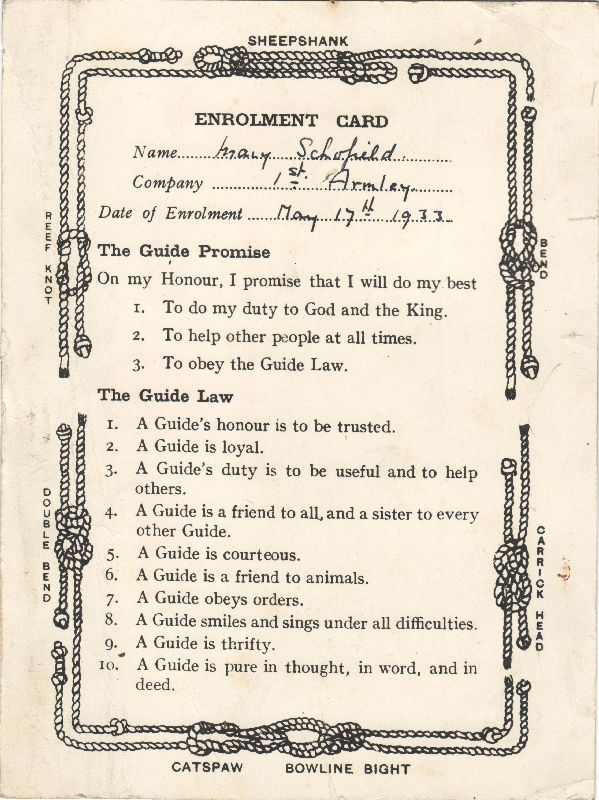 SHEEPSHANK
ENROLMENT CARD
Name..... Mary Schofield
Company ..... 1st. Armley
Date of Enrolment ..... May 17th 1933
REEF KNOT
BEND
The Guide Promise
On my Honour, I promise that I will do my best
1. To do my duty to God and the King.
2. To help other people at all times.
3. To obey the Guide Law.
The Guide Law
1. A Guide's honour is to be trusted.
2. A Guide is loyal.
3. A Guide's duty is to be useful and to help
others.
4. A Guide is a friend to all, and a sister to every
other Guide.
5. A Guide is courteous.
6. A Guide is a friend to animals.
7. A Guide obeys orders.
8. A Guide smiles and sings under all difficulties.
9. A Guide is thrifty.
10. A Guide is pure in thought, in word, and in
deed.
DOUBLE BEND
CARRICK HEAD
CATSPAW BOWLINE BIGHT